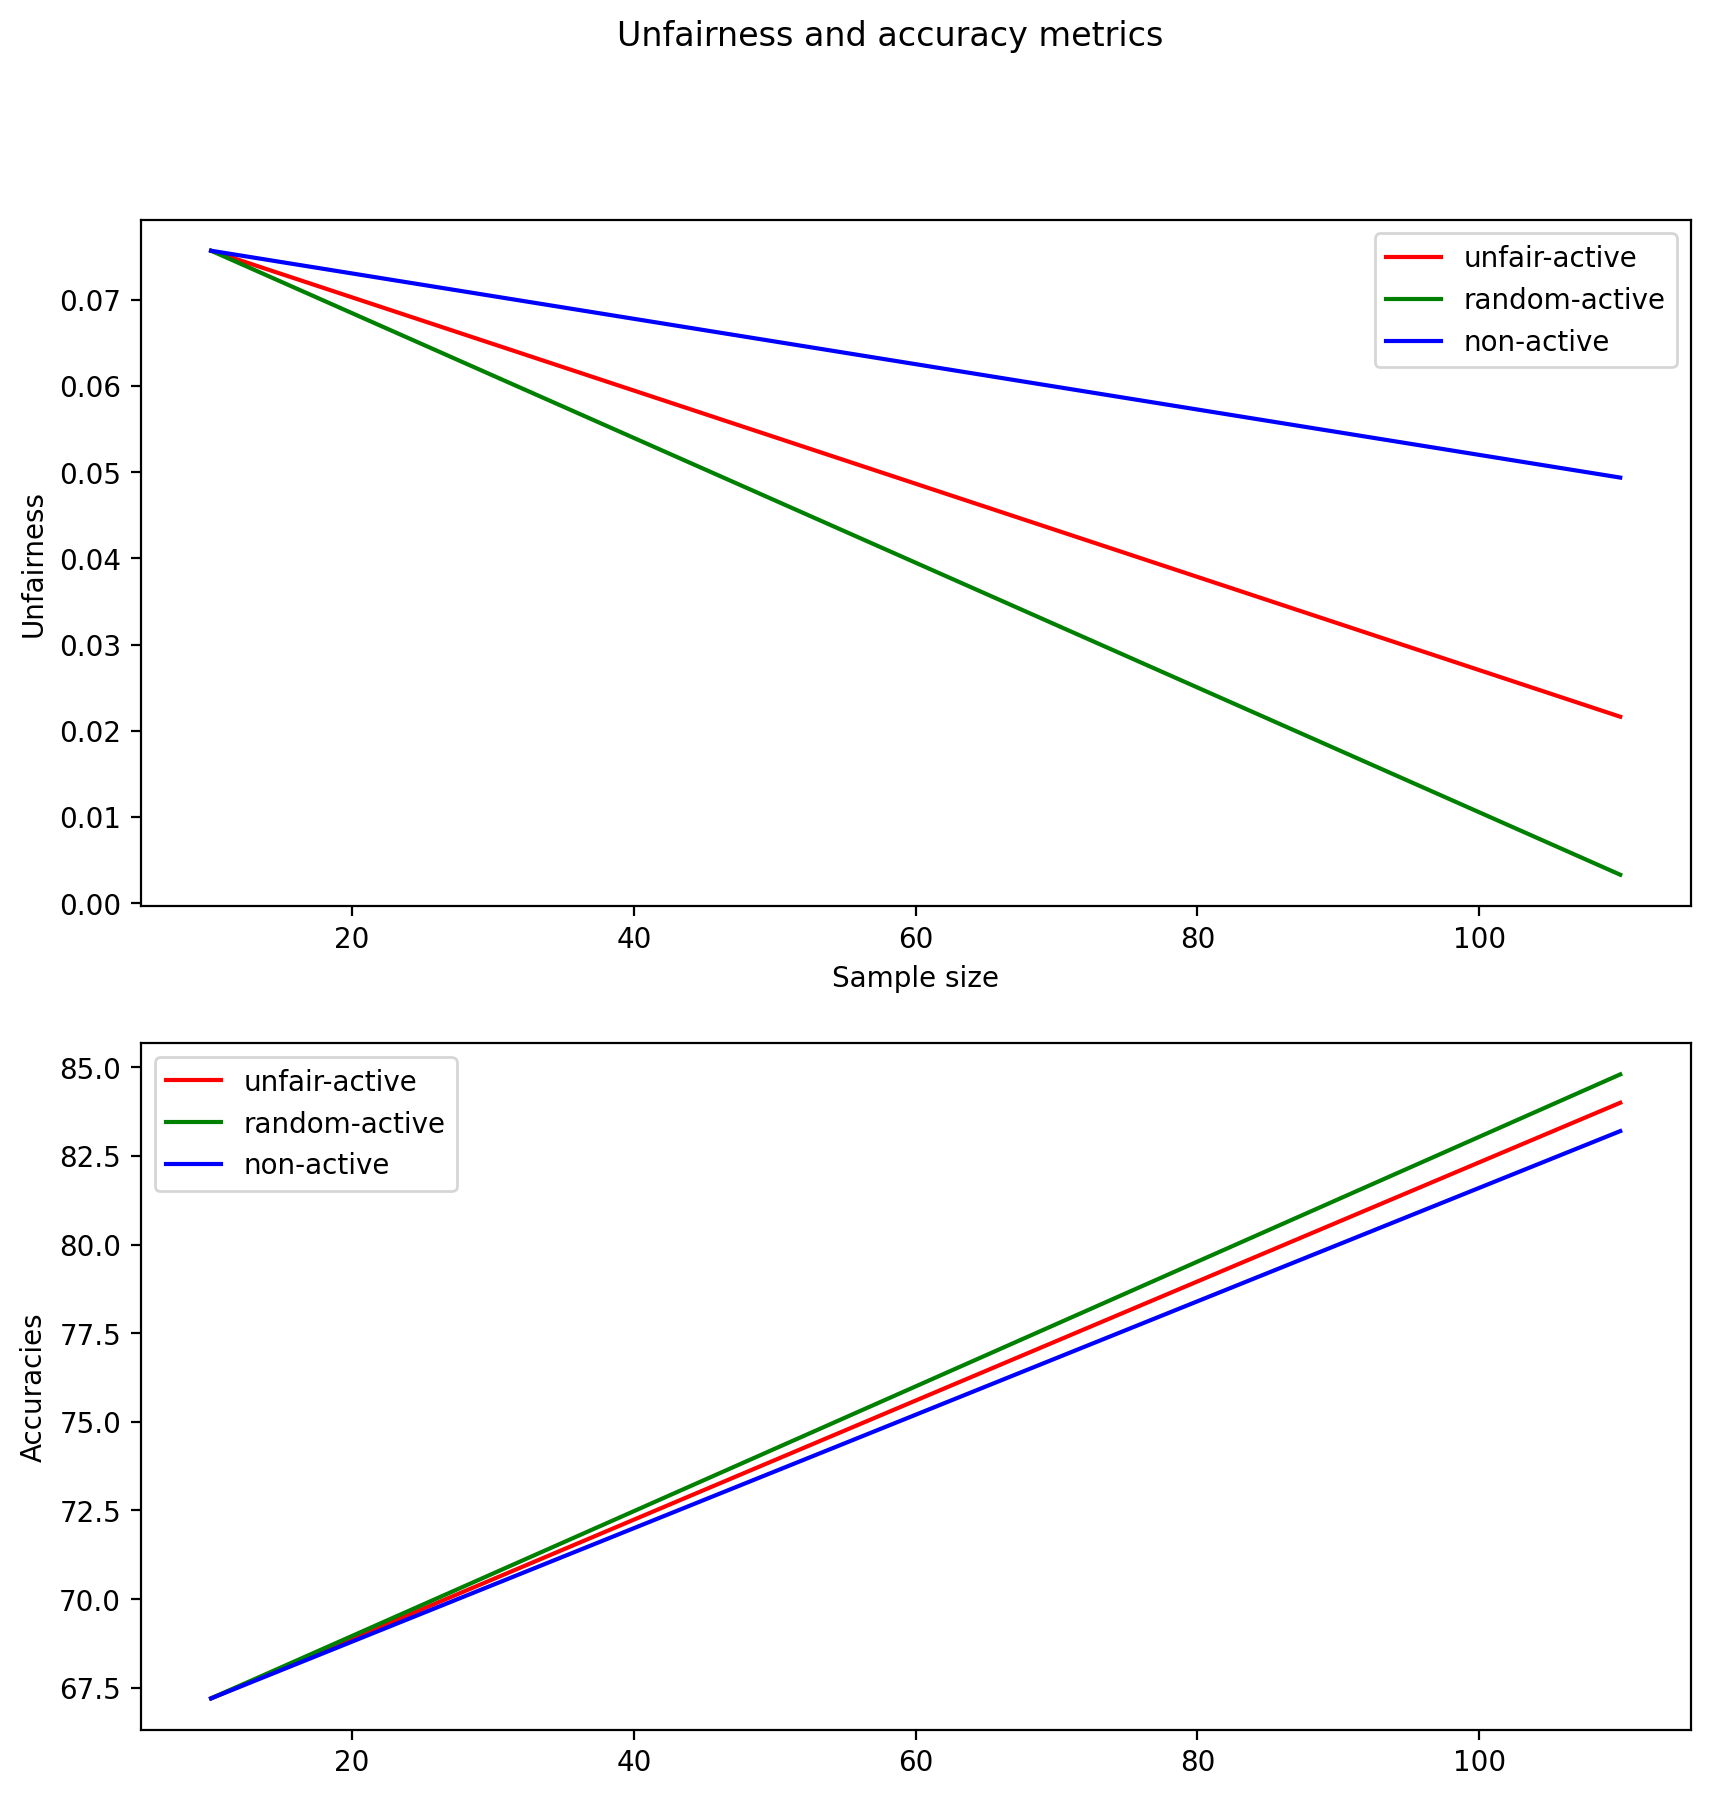 Unfairness and accuracy metrics
unfair-active
random-active
non-active
0.07
0.06
0.05
0.04
0.03
0.02
0.01
0.00
Unfairness
20 40 60 80 100
Sample size
unfair-active
random-active
non-active
85.0
82.5
80.0
77.5
75.0
72.5
70.0
67.5
Accuracies
20 40 60 80 100